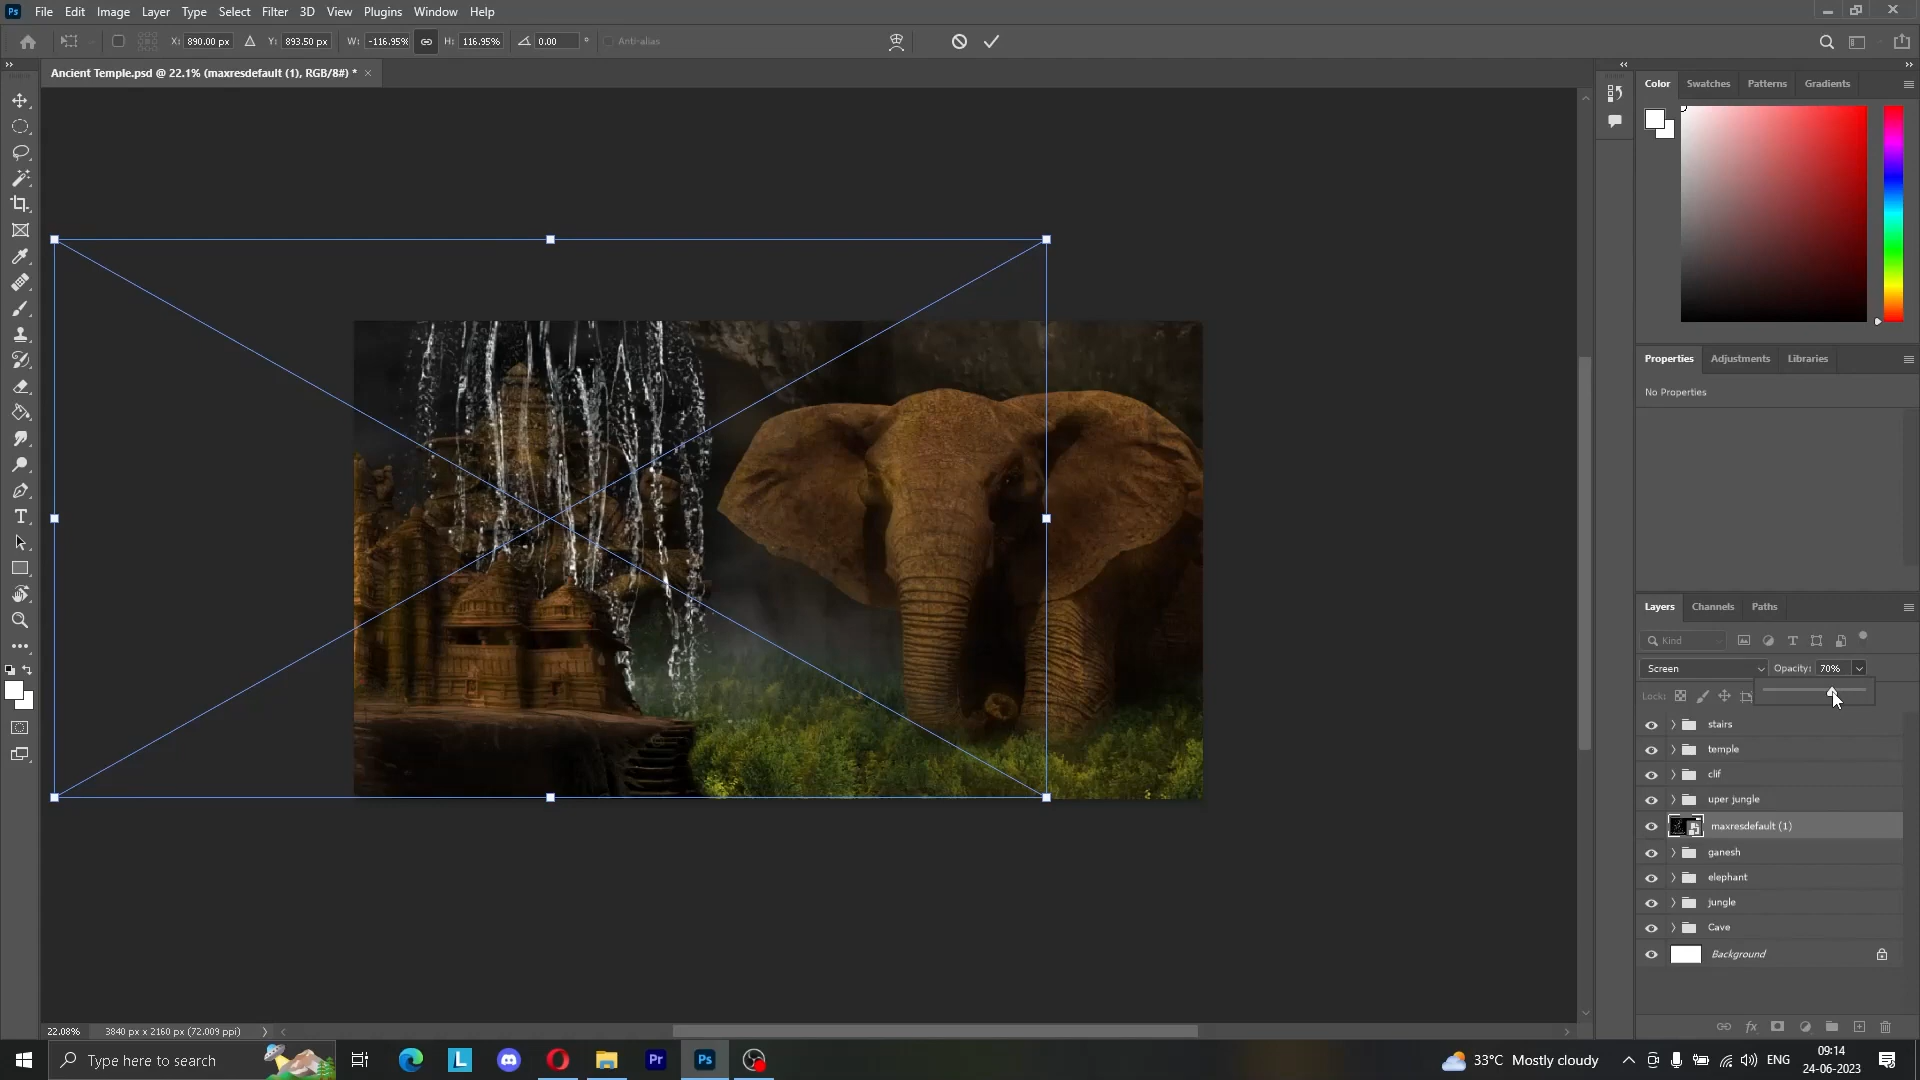 Ps File Edit Image Layer Type Select Filter 3D View Plugins Window Help
X: 890.00 px Y: 893.50 px W: -116.95% H: 116.95% 0.00 ° Anti-alias
Ancient Temple.psd @ 22.1% (maxresdefault (1), RGB/8#) * ×
Color Swatches Patterns Gradients
Properties Adjustments Libraries
No Properties
Layers Channels Paths
Kind
Screen Opacity: 70%
Lock:
stairs
temple
clif
uper jungle
maxresdefault (1)
ganesh
elephant
jungle
Cave
Background
22.08% 3840 px x 2160 px (72.009 ppi)
Type here to search
L Pr Ps
33°C Mostly cloudy
ENG
09:14
24-06-2023